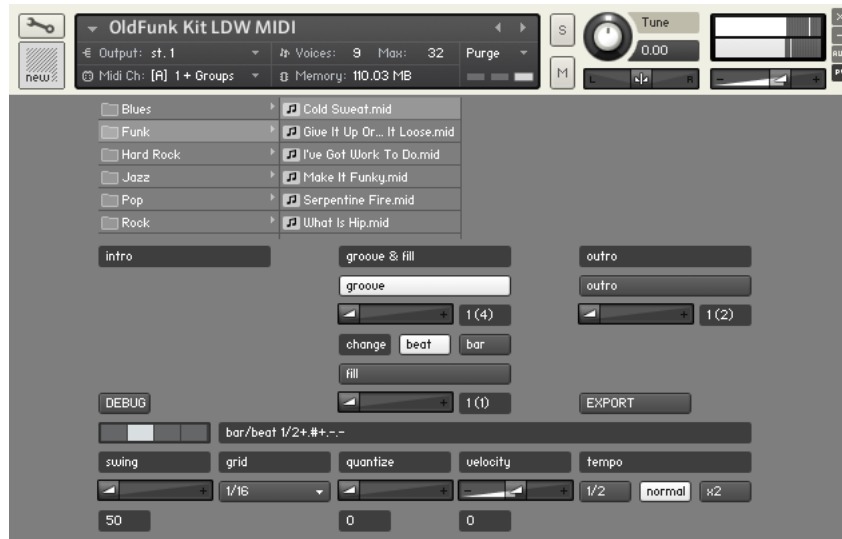 OldFunk Kit LDW MIDI
Output: st.1 Voices: 9 Max: 32 Purge
Midi Ch: [A] 1 + Groups Memory: 110.03 MB
new
S
M
Tune
0.00
L R
Blues
Funk
Hard Rock
Jazz
Pop
Rock
Cold Sweat.mid
Give It Up Or... It Loose.mid
I've Got Work To Do.mid
Make It Funky.mid
Serpentine Fire.mid
What Is Hip.mid
intro groove & fill outro
groove outro
1(4) 1(2)
change beat bar
fill
DEBUG 1(1) EXPORT
bar/beat 1/2+.#+.-.-
swing grid quantize velocity tempo
1/16 1/2 normal x2
50 0 0